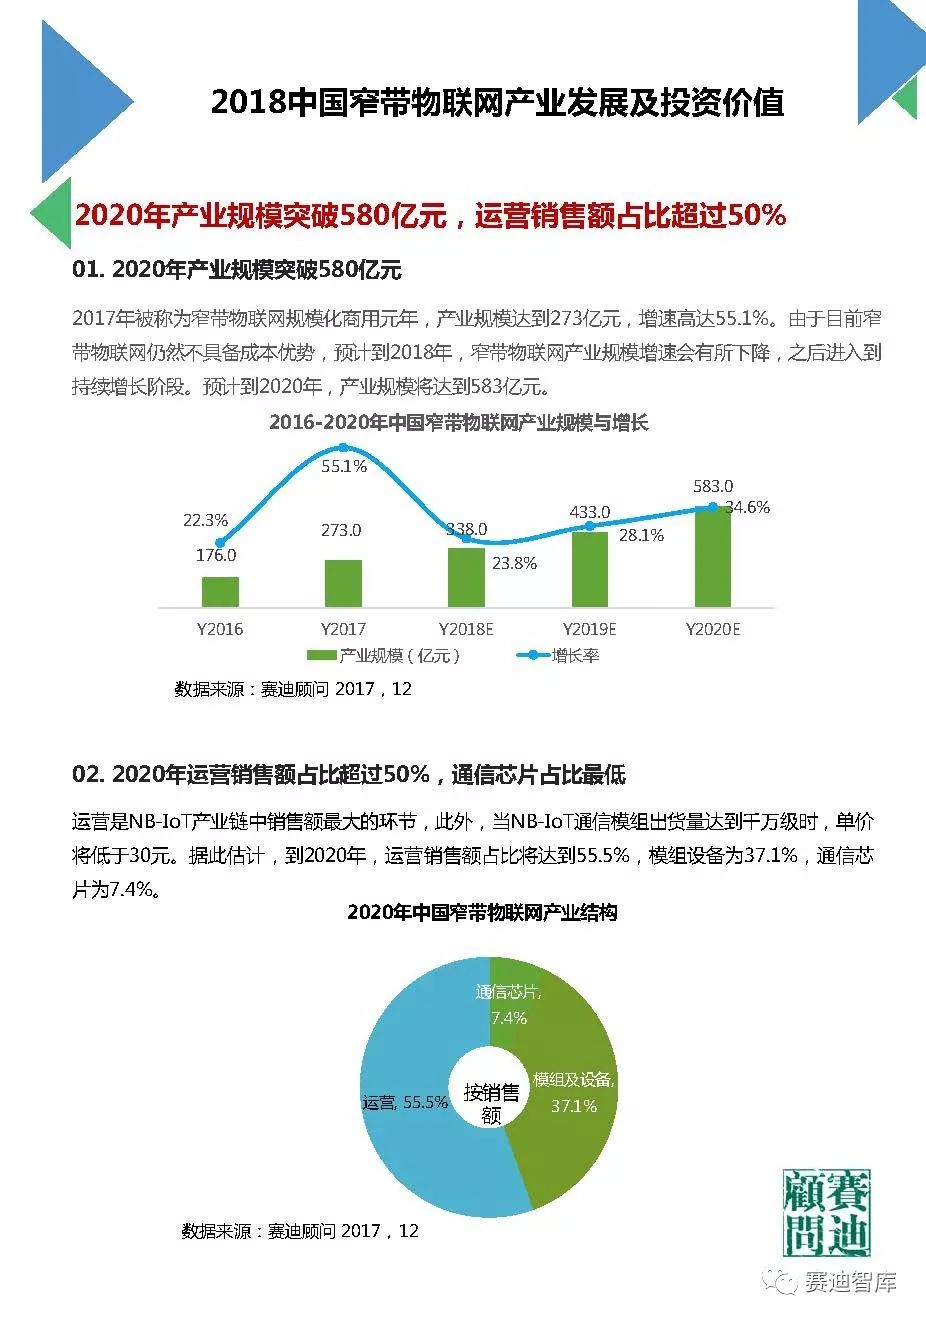 2018中国窄带物联网产业发展及投资价值
2020年产业规模突破580亿元，运营销售额占比超过50%
01. 2020年产业规模突破580亿元
2017年被称为窄带物联网规模化商用元年，产业规模达到273亿元，增速高达55.1%。由于目前窄
带物联网仍然不具备成本优势，预计到2018年，窄带物联网产业规模增速会有所下降，之后进入到
持续增长阶段。预计到2020年，产业规模将达到583亿元。
2016-2020年中国窄带物联网产业规模与增长
22.3%
55.1%
23.8%
28.1%
34.6%
176.0
273.0
338.0
433.0
583.0
Y2016
Y2017
Y2018E
Y2019E
Y2020E
产业规模（亿元）
增长率
数据来源：赛迪顾问 2017，12
02. 2020年运营销售额占比超过50%，通信芯片占比最低
运营是NB-IoT产业链中销售额最大的环节，此外，当NB-IoT通信模组出货量达到千万级时，单价
将低于30元。据此估计，到2020年，运营销售额占比将达到55.5%，模组设备为37.1%，通信芯
片为7.4%。
2020年中国窄带物联网产业结构
通信芯片,
7.4%
模组及设备,
37.1%
运营, 55.5%
按销售
额
数据来源：赛迪顾问 2017，12
賽迪
顧問
赛迪智库